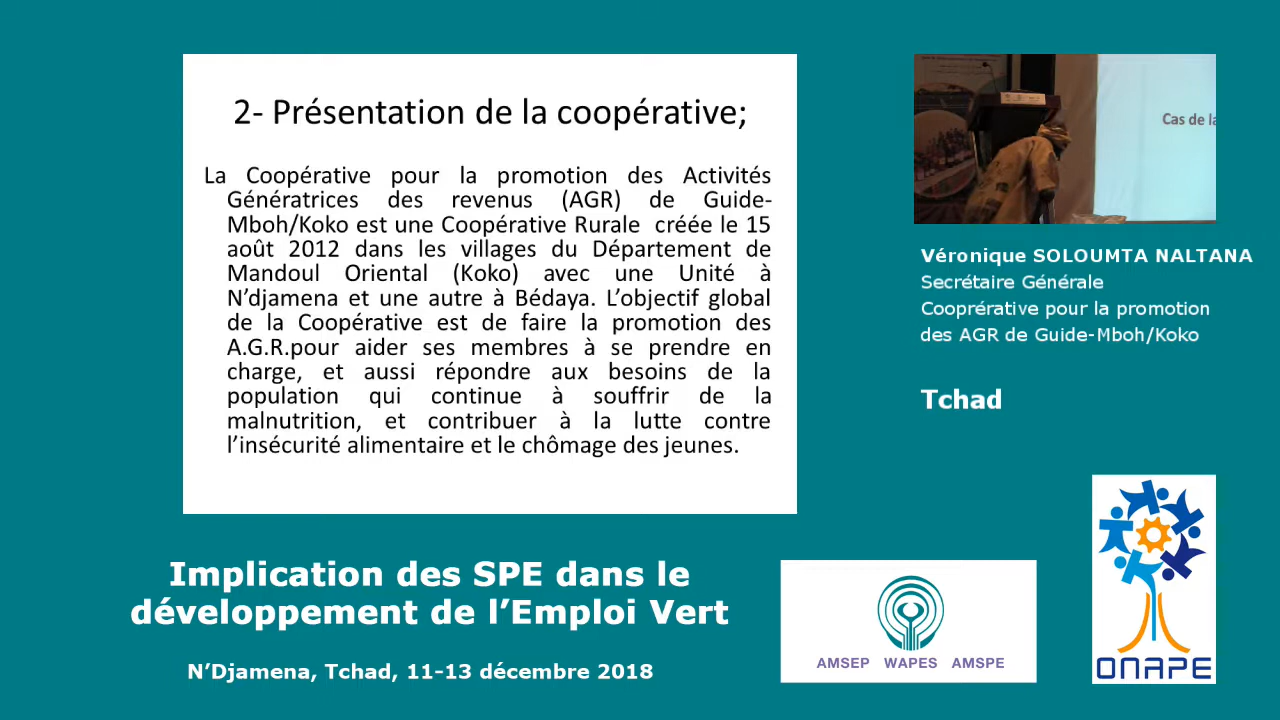 2- Présentation de la coopérative;
La Coopérative pour la promotion des Activités
Génératrices des revenus (AGR) de Guide-
Mboh/Koko est une Coopérative Rurale créée le 15
août 2012 dans les villages du Département de
Mandoul Oriental (Koko) avec une Unité à
N'djamena et une autre à Bédaya. L'objectif global
de la Coopérative est de faire la promotion des
A.G.R.pour aider ses membres à se prendre en
charge, et aussi répondre aux besoins de la
population qui continue à souffrir de la
malnutrition, et contribuer à la lutte contre
l'insécurité alimentaire et le chômage des jeunes.
Cas de la
Véronique SOLOUMTA NALTANA
Secrétaire Générale
Cooprérative pour la promotion
des AGR de Guide-Mboh/Koko
Tchad
Implication des SPE dans le
développement de l'Emploi Vert
N'Djamena, Tchad, 11-13 décembre 2018
AMSEP WAPES AMSPE
ONAPE